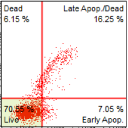 Dead Late Apop./Dead
6.15 % 16.25 %
70.55 % 7.05 %
Live Early Apop.